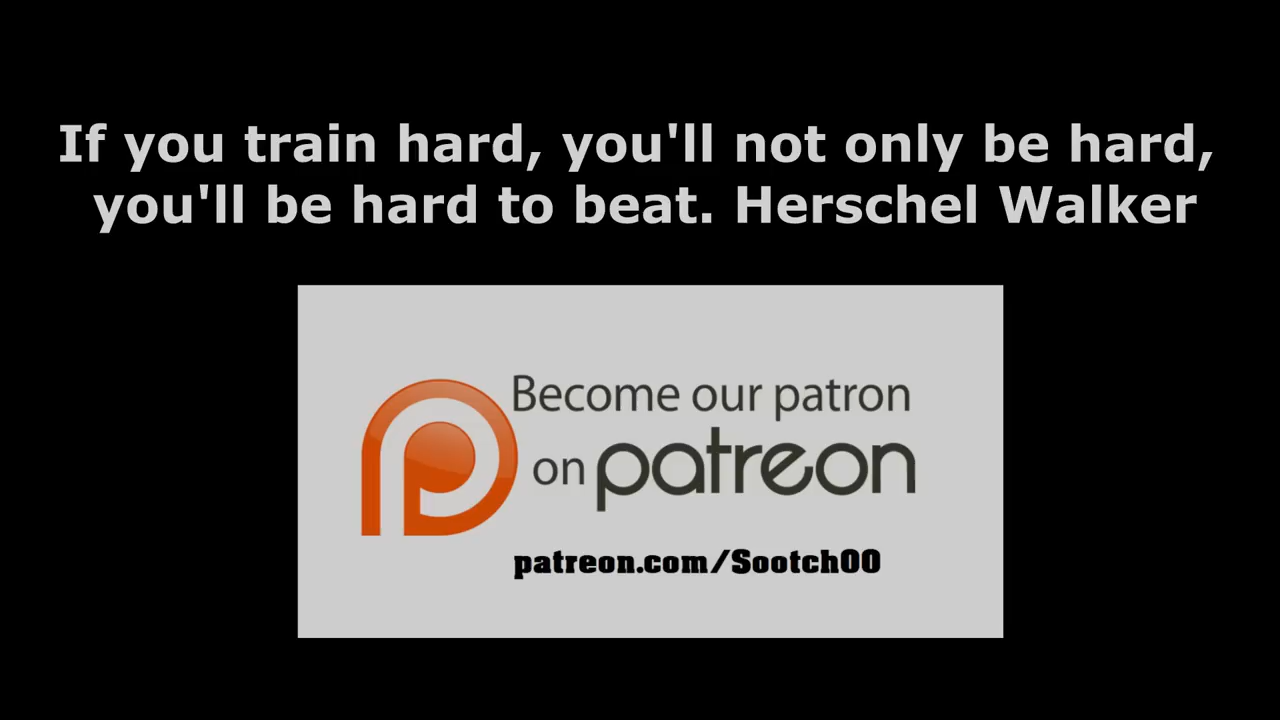 If you train hard, you'll not only be hard,
you'll be hard to beat. Herschel Walker
Become our patron
on patreon
patreon.com/Sootch00